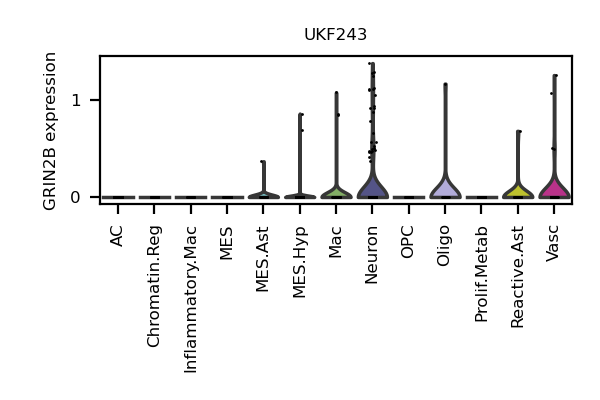 UKF243
GRIN2B expression
1
0
AC
Chromatin.Reg
Inflammatory.Mac
MES
MES.Ast
MES.Hyp
Mac
Neuron
OPC
Oligo
Prolif.Metab
Reactive.Ast
Vasc